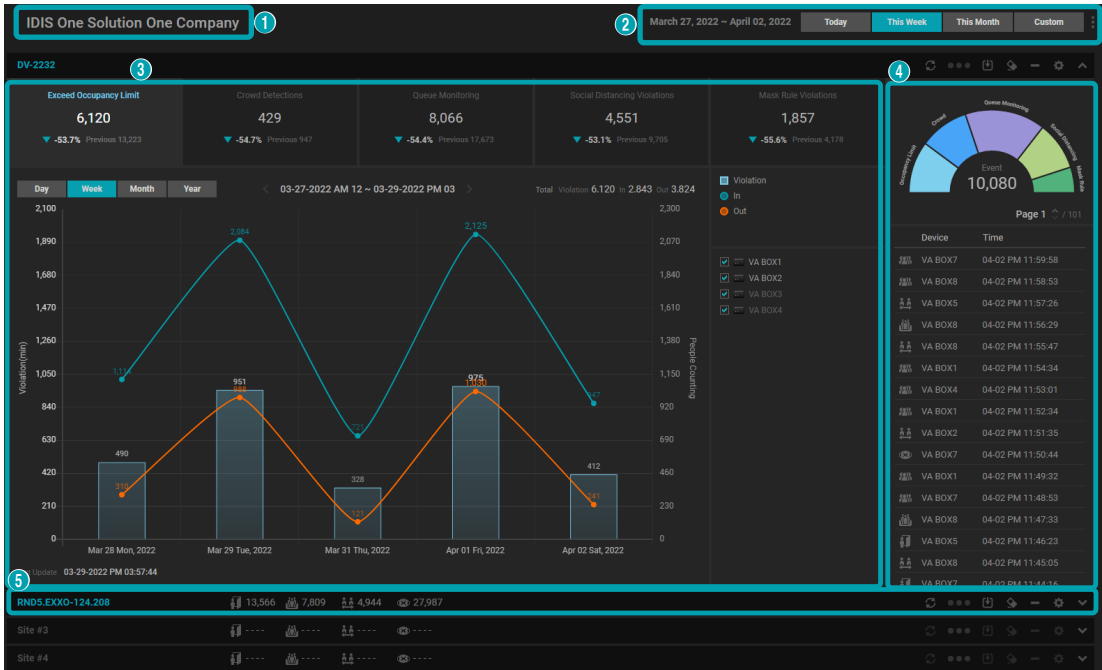 IDIS One Solution One Company
1
2
March 27, 2022 ~ April 02, 2022 Today This Week This Month Custom
DV-2232
3
4
Exceed Occupancy Limit Crowd Detections Queue Monitoring Social Distancing Violations Mask Rule Violations
6,120 429 8,066 4,551 1,857
▼ -53.7% Previous 13,223 ▼ -54.7% Previous 947 ▼ -54.4% Previous 17,673 ▼ -53.1% Previous 9,705 ▼ -55.6% Previous 4,178
Day Week Month Year 03-27-2022 AM 12 ~ 03-29-2022 PM 03 Total Violation 6.120 In 2.843 Out 3.824
Violation
In
Out
VA BOX1
VA BOX2
VA BOX3
VA BOX4
Violation(min)
2,100
1,890
1,680
1,470
1,260
1,050
840
630
420
210
0
2,084
2,125
951
988
975
1,030
721
947
490
310
328
121
412
241
2,300
2,070
1,840
1,610
1,380
1,150
920
690
460
230
0
People Counting
Mar 28 Mon, 2022 Mar 29 Tue, 2022 Mar 31 Thu, 2022 Apr 01 Fri, 2022 Apr 02 Sat, 2022
Update 03-29-2022 PM 03:57:44
Occupancy Limit
Crowd
Queue Monitoring
Social Distancing
Mask Rule
Event
10,080
Page 1 / 101
Device Time
VA BOX7 04-02 PM 11:59:58
VA BOX8 04-02 PM 11:58:53
VA BOX5 04-02 PM 11:57:26
VA BOX8 04-02 PM 11:56:29
VA BOX8 04-02 PM 11:55:47
VA BOX1 04-02 PM 11:54:34
VA BOX4 04-02 PM 11:53:01
VA BOX1 04-02 PM 11:52:34
VA BOX2 04-02 PM 11:51:35
VA BOX7 04-02 PM 11:50:44
VA BOX1 04-02 PM 11:49:32
VA BOX7 04-02 PM 11:48:53
VA BOX8 04-02 PM 11:47:33
VA BOX5 04-02 PM 11:46:23
VA BOX8 04-02 PM 11:45:05
VA BOX7 04-02 PM 11:44:16
5
RND5.EXXO-124.208 13,566 7,809 4,944 27,987
Site #3 ---- ---- ---- ----
Site #4 ---- ---- ---- ----